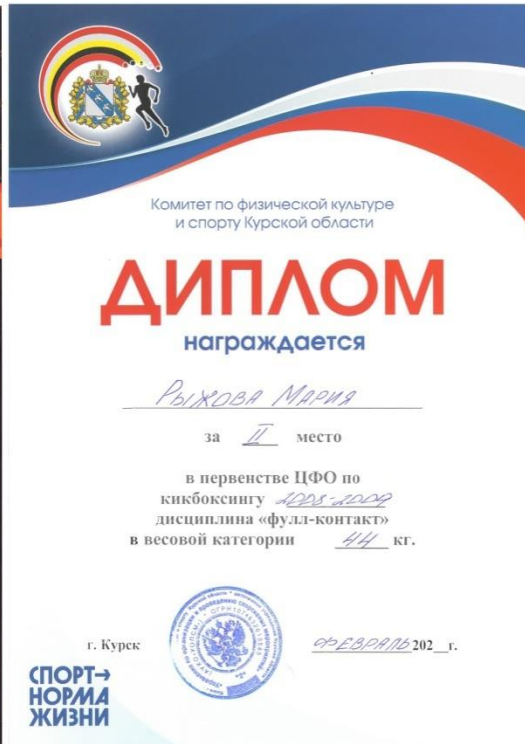 Комитет по физической культуре
и спорту Курской области
ДИПЛОМ
награждается
Рыжова Мария
за II место
в первенстве ЦФО по
кикбоксингу 2008-2009
дисциплина «фулл-контакт»
в весовой категории 44 кг.
г. Курск февраль 202__г.
СПОРТ→
НОРМА
ЖИЗНИ